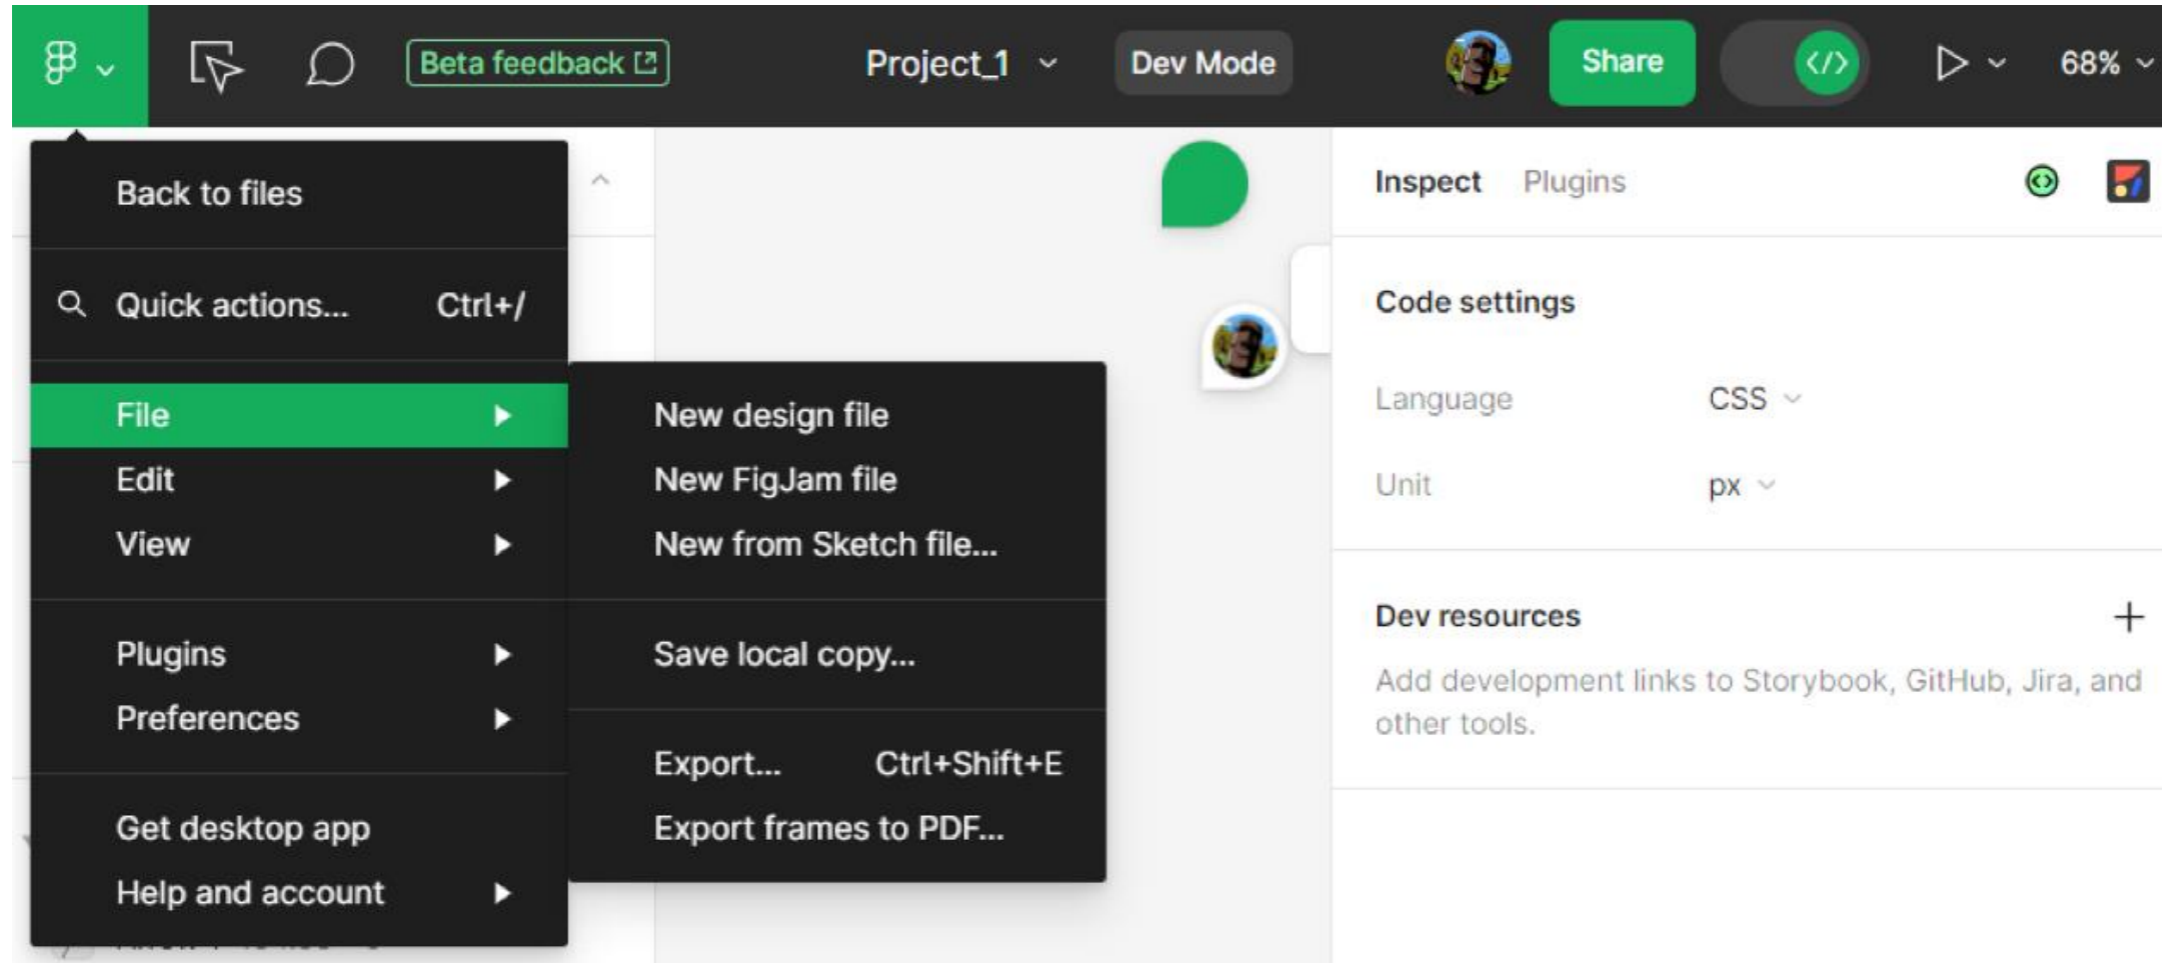 Beta feedback
Project_1
Dev Mode
Share
</>
68%
Back to files
Quick actions... Ctrl+/
File
Edit
View
Plugins
Preferences
Get desktop app
Help and account
New design file
New FigJam file
New from Sketch file...
Save local copy...
Export... Ctrl+Shift+E
Export frames to PDF...
Inspect Plugins
Code settings
Language CSS
Unit px
Dev resources
Add development links to Storybook, GitHub, Jira, and
other tools.